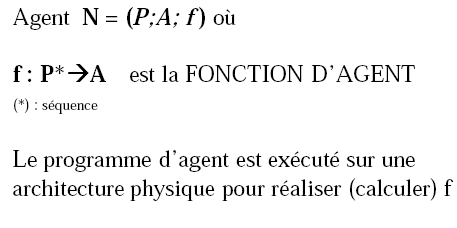 Agent N = (P;A; f) où
f : P*→A est la FONCTION D'AGENT
(*) : séquence
Le programme d'agent est exécuté sur une
architecture physique pour réaliser (calculer) f